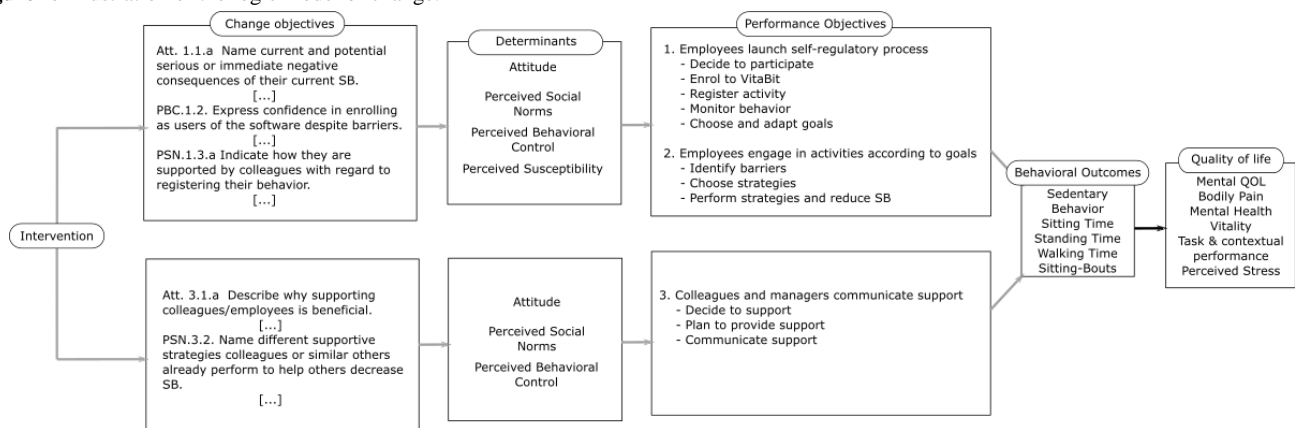 Change objectives
Att. 1.1.a  Name current and potential
serious or immediate negative
consequences of their current SB.
[...]
PBC.1.2. Express confidence in enrolling
as users of the software despite barriers.
[...]
PSN.1.3.a Indicate how they are
supported by colleagues with regard to
registering their behavior.
[...]
Determinants
Attitude
Perceived Social
Norms
Perceived Behavioral
Control
Perceived Susceptibility
Performance Objectives
1. Employees launch self-regulatory process
- Decide to participate
- Enrol to VitaBit
- Register activity
- Monitor behavior
- Choose and adapt goals
2. Employees engage in activities according to goals
- Identify barriers
- Choose strategies
- Perform strategies and reduce SB
Intervention
Att. 3.1.a  Describe why supporting
colleagues/employees is beneficial.
[...]
PSN.3.2. Name different supportive
strategies colleagues or similar others
already perform to help others decrease
SB.
[...]
Attitude
Perceived Social
Norms
Perceived Behavioral
Control
3. Colleagues and managers communicate support
- Decide to support
- Plan to provide support
- Communicate support
Behavioral Outcomes
Sedentary
Behavior
Sitting Time
Standing Time
Walking Time
Sitting-Bouts
Quality of life
Mental QOL
Bodily Pain
Mental Health
Vitality
Task & contextual
performance
Perceived Stress